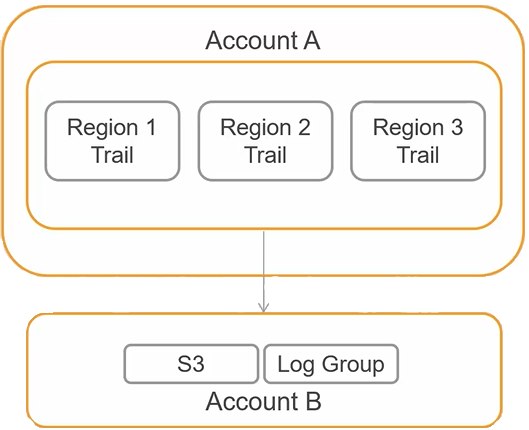 Account A
Region 1
Trail
Region 2
Trail
Region 3
Trail
S3
Log Group
Account B